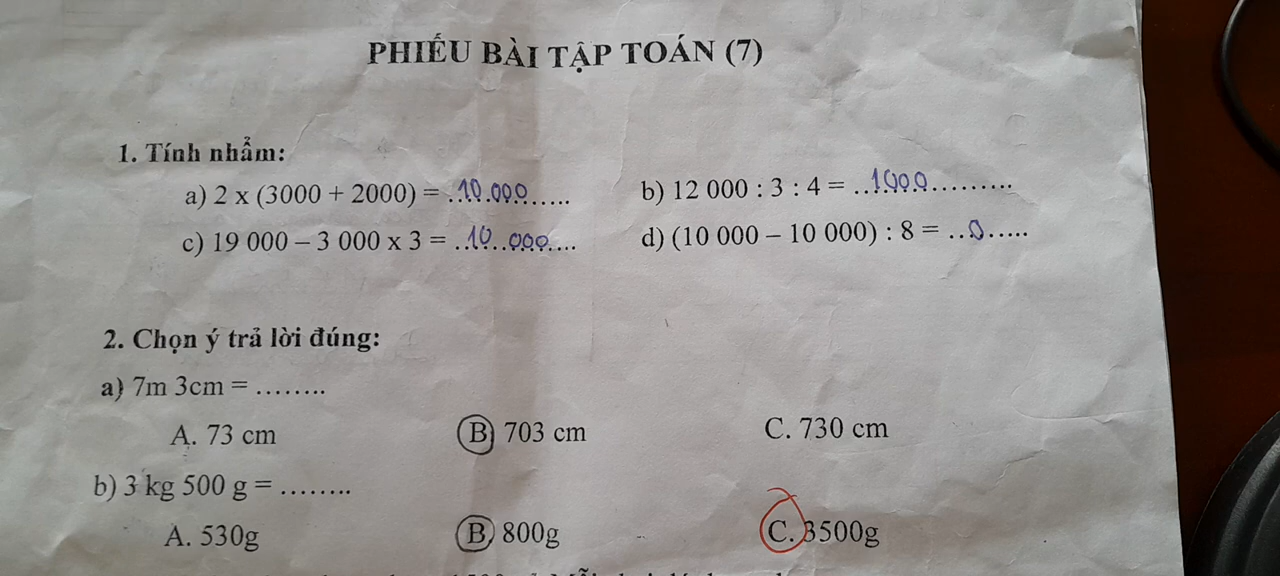 PHIẾU BÀI TẬP TOÁN (7)
1. Tính nhẩm:
a) 2 x (3000 + 2000) = ..10.000...... b) 12 000 : 3 : 4 = ..1000.........
c) 19 000 – 3 000 x 3 = ..10..000.... d) (10 000 – 10 000) : 8 = ..0.....
2. Chọn ý trả lời đúng:
a) 7m 3cm = ........
A. 73 cm B) 703 cm C. 730 cm
b) 3 kg 500 g = ........
A. 530g B) 800g C. 3500g